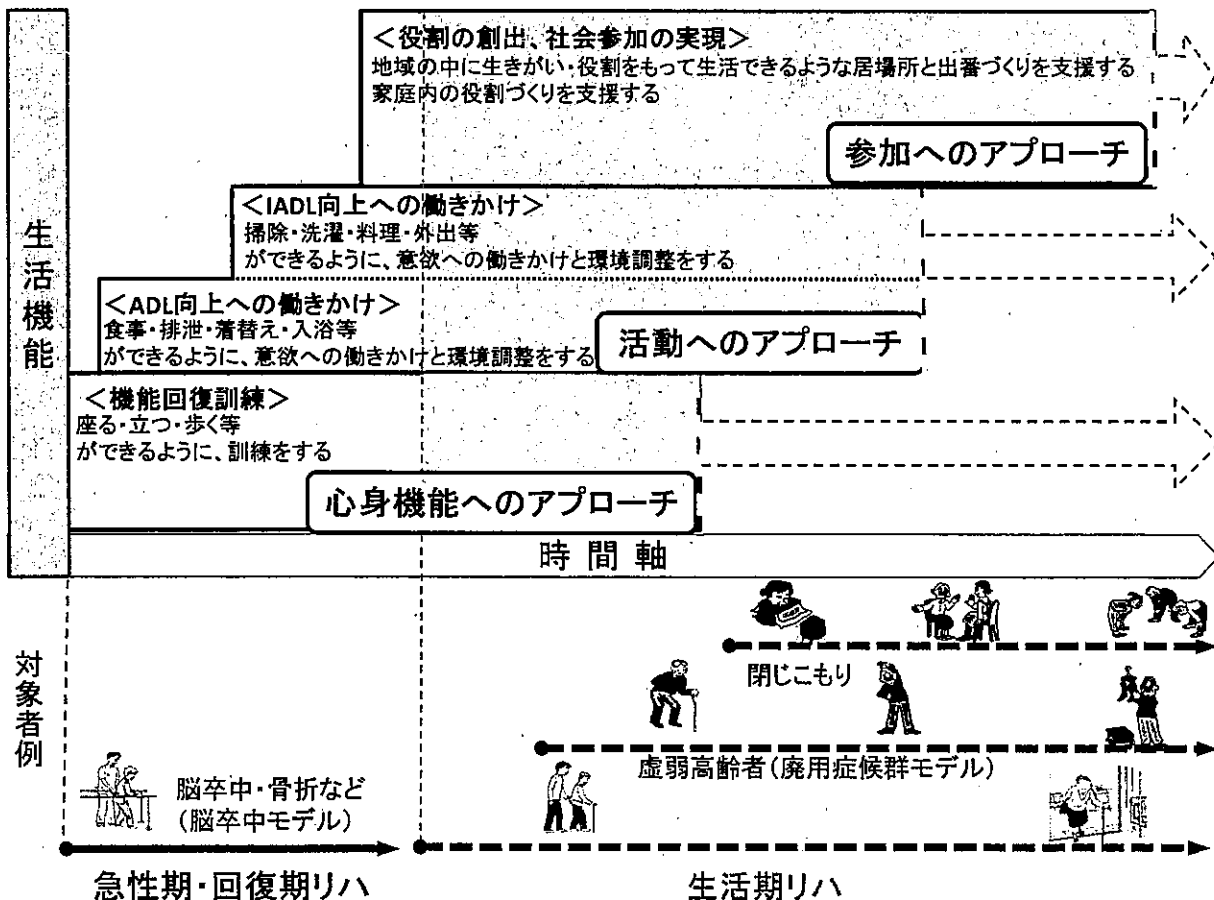 生活機能
＜役割の創出、社会参加の実現＞
地域の中に生きがい・役割をもって生活できるような居場所と出番づくりを支援する
家庭内の役割づくりを支援する
参加へのアプローチ
＜IADL向上への働きかけ＞
掃除・洗濯・料理・外出等
ができるように、意欲への働きかけと環境調整をする
＜ADL向上への働きかけ＞
食事・排泄・着替え・入浴等
ができるように、意欲への働きかけと環境調整をする
活動へのアプローチ
＜機能回復訓練＞
座る・立つ・歩く等
ができるように、訓練をする
心身機能へのアプローチ
時間軸
対象者例
閉じこもり
虚弱高齢者（廃用症候群モデル）
脳卒中・骨折など
（脳卒中モデル）
急性期・回復期リハ
生活期リハ